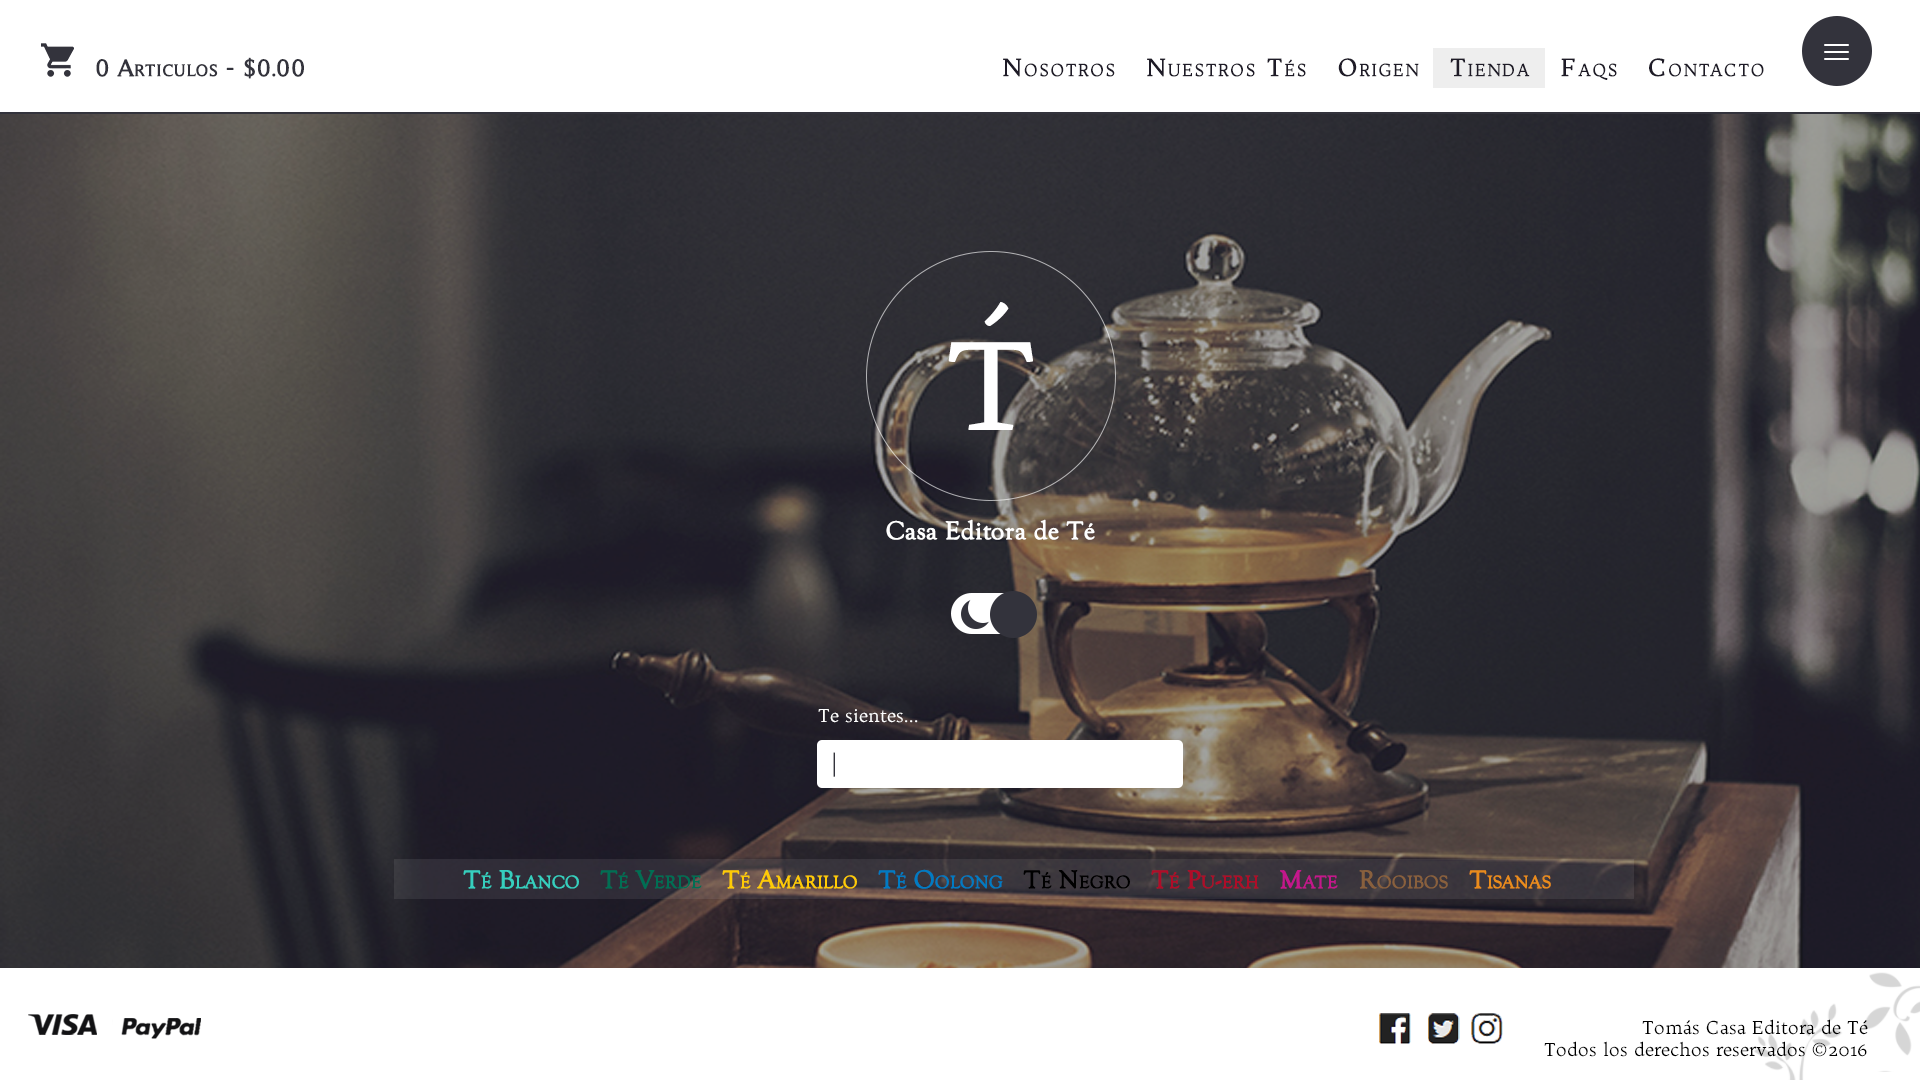 0 Articulos - $0.00
Nosotros Nuestros Tés Origen Tienda Faqs Contacto
Té
Casa Editora de Té
Te sientes...
Té Blanco Té Verde Té Amarillo Té Oolong Té Negro Té Pu-erh Mate Rooibos Tisanas
VISA PayPal
Tomás Casa Editora de Té
Todos los derechos reservados ©2016